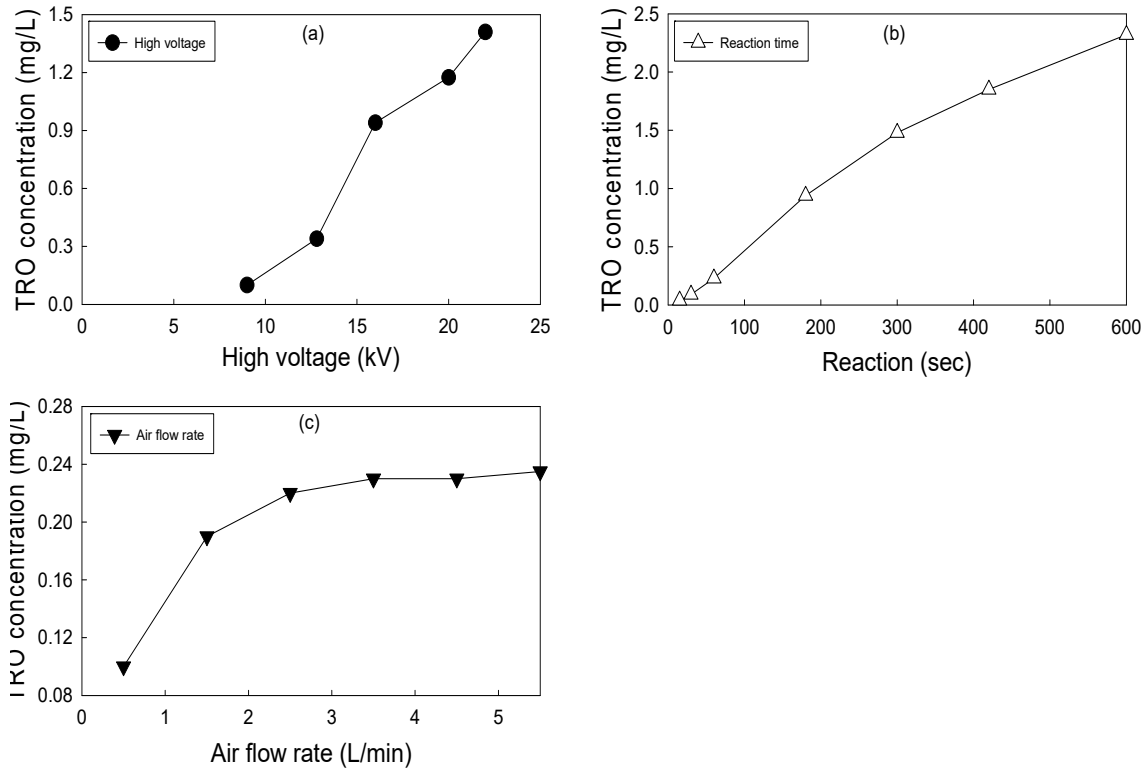 (a)
High voltage
TRO concentration (mg/L)
1.5
1.2
0.9
0.6
0.3
0.0
0 5 10 15 20 25
High voltage (kV)
(b)
Reaction time
TRO concentration (mg/L)
2.5
2.0
1.5
1.0
0.5
0.0
0 100 200 300 400 500 600
Reaction (sec)
(c)
Air flow rate
TRO concentration (mg/L)
0.28
0.24
0.20
0.16
0.12
0.08
0 1 2 3 4 5
Air flow rate (L/min)